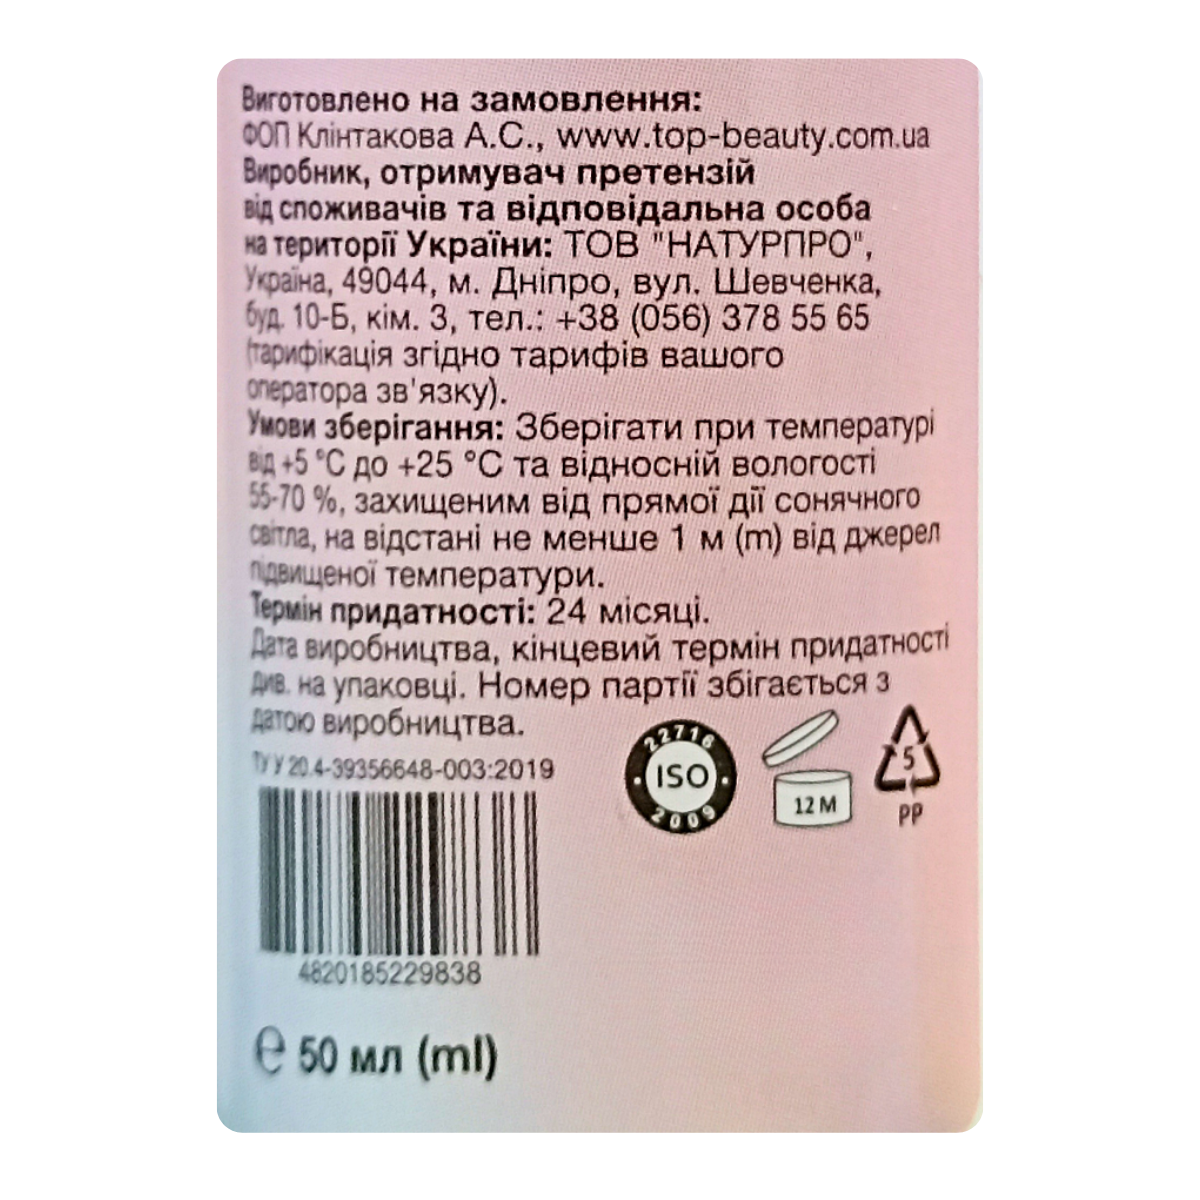 Виготовлено на замовлення:
ФОП Клінтакова А.С., www.top-beauty.com.ua
Виробник, отримувач претензій
від споживачів та відповідальна особа
на території України: ТОВ "НАТУРПРО",
Україна, 49044, м. Дніпро, вул. Шевченка,
буд. 10-Б, кім. 3, тел.: +38 (056) 378 55 65
(тарифікація згідно тарифів вашого
оператора зв'язку).
Умови зберігання: Зберігати при температурі
від +5 °С до +25 °С та відносній вологості
55-70 %, захищеним від прямої дії сонячного
світла, на відстані не менше 1 м (m) від джерел
підвищеної температури.
Термін придатності: 24 місяці.
Дата виробництва, кінцевий термін придатності
див. на упаковці. Номер партії збігається з
датою виробництва.
ТУ У 20.4-39356648-003:2019
22716
ISO
2009
12 M
5
PP
4820185229838
℮ 50 мл (ml)